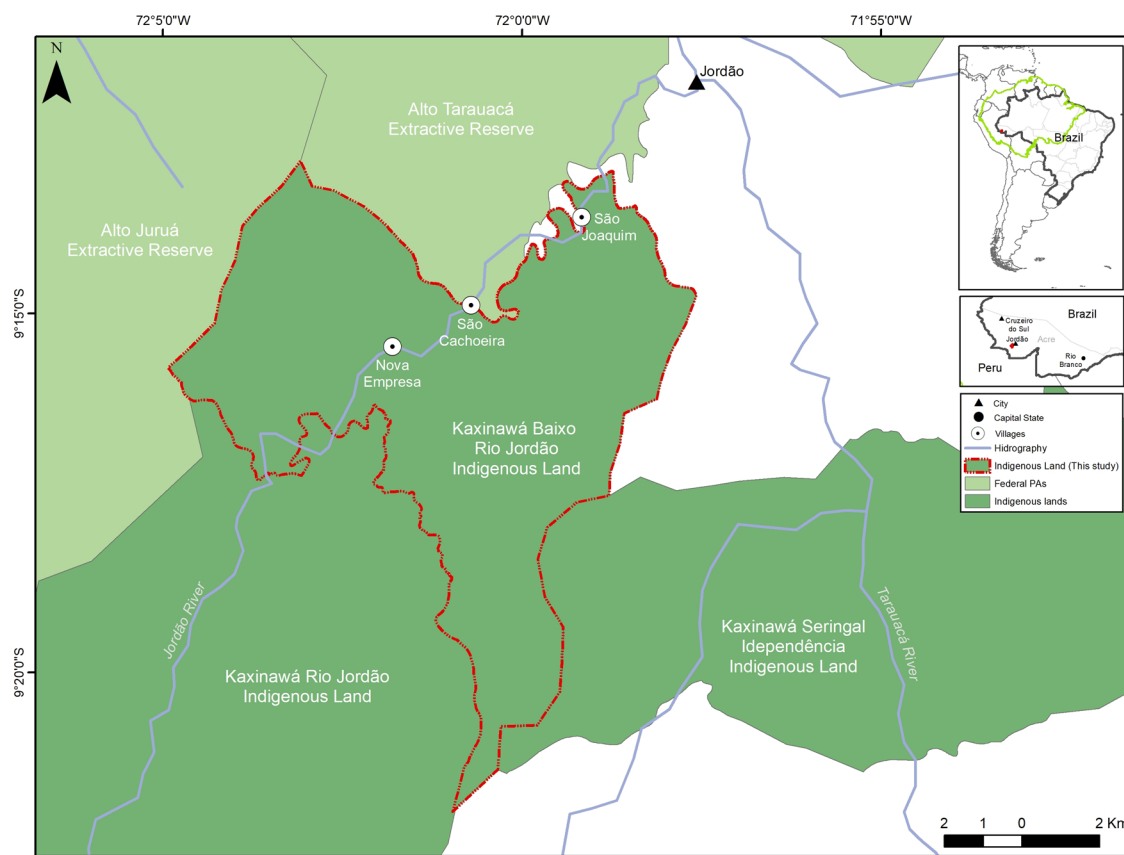 72°5'0"W
72°0'0"W
71°55'0"W
N
Jordão
Alto Tarauacá
Extractive Reserve
Brazil
São
Joaquim
Alto Juruá
Extractive Reserve
9°15'0"S
São
Cachoeira
Nova
Empresa
Cruzeiro
do Sul
Brazil
Jordão
Acre
Rio
Branco
Peru
City
Capital State
Villages
Hidrography
Indigenous Land (This study)
Federal PAs
Indigenous lands
Kaxinawá Baixo
Rio Jordão
Indigenous Land
Jordão River
Tarauacá River
Kaxinawá Seringal
Idependência
Indigenous Land
9°20'0"S
Kaxinawá Rio Jordão
Indigenous Land
2 1 0 2 Km